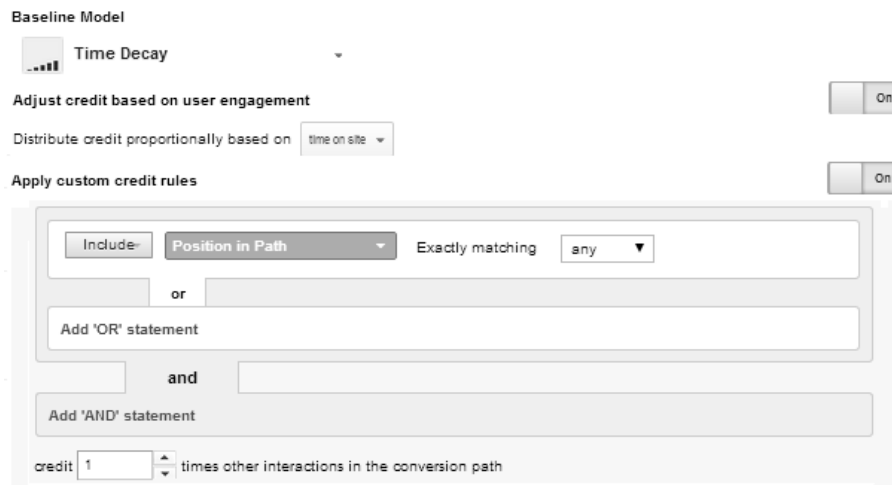 Baseline Model
Time Decay
Adjust credit based on user engagement
On
Distribute credit proportionally based on time on site
Apply custom credit rules
On
Include Position in Path Exactly matching any
or
Add 'OR' statement
and
Add 'AND' statement
credit 1 times other interactions in the conversion path